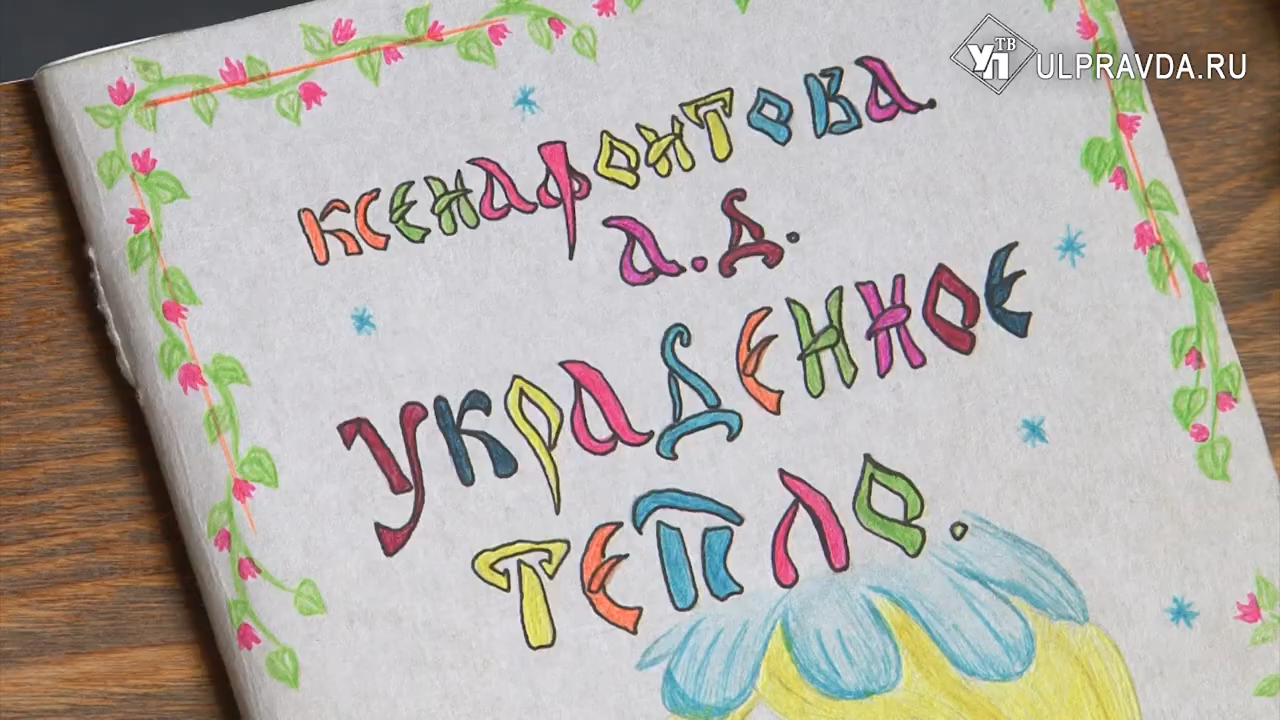 УП ТВ ULPRAVDA.RU
КСЕНАФОНТОВА
А.Д.
УКРАДЕННОЕ
ТЕПЛО.